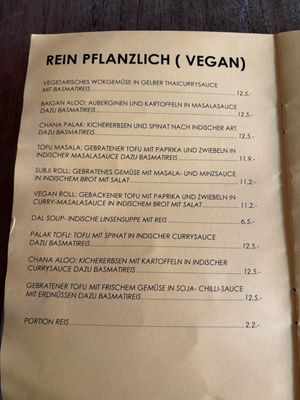 REIN PFLANZLICH ( VEGAN)
VEGETARISCHES WOKGEMÜSE IN GELBER THAICURRYSAUCE
MIT BASMATIREIS 12,5.-
BAIGAN ALOO: AUBERGINEN UND KARTOFFELN IN MASALASAUCE
DAZU BASMATIREIS 12,5.-
CHANA PALAK: KICHERERBSEN UND SPINAT NACH INDISCHER ART
DAZU BASMATIREIS 12,5.-
TOFU MASALA: GEBRATENER TOFU MIT PAPRIKA UND ZWIEBELN IN
INDISCHER MASALASAUCE DAZU BASMATIREIS 11,9.-
SUBJI ROLL: GEBRATENES GEMÜSE MIT MASALA- UND MINZSAUCE
IN INDISCHEM BROT MIT SALAT 11,2.-
VEGAN ROLL: GEBACKENER TOFU MIT PAPRIKA UND ZWIEBELN IN
CURRY-MASALASAUCE IN INDISCHEM BROT MIT SALAT 11,2.-
DAL SOUP- INDISCHE LINSENSUPPE MIT REIS 6,5.-
PALAK TOFU: TOFU MIT SPINAT IN INDISCHER CURRYSAUCE
DAZU BASMATIREIS 12,5.-
CHANA ALOO: KICHERERBSEN MIT KARTOFFELN IN INDISCHER
CURRYSAUCE DAZU BASMATIREIS 12,5.-
GEBRATENER TOFU MIT FRISCHEM GEMÜSE IN SOJA- CHILLI-SAUCE
MIT ERDNÜSSEN DAZU BASMATIREIS 12,5.-
PORTION REIS 2,2.-